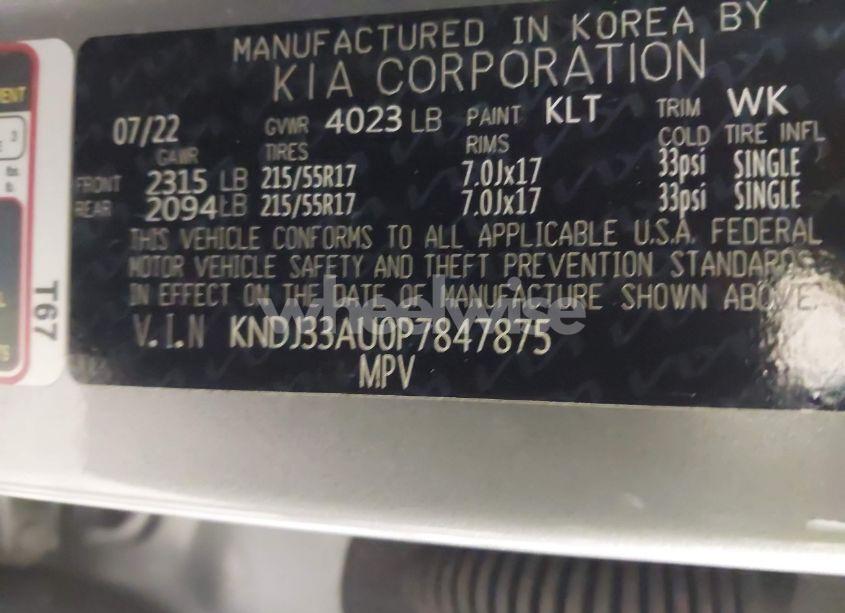 MANUFACTURED IN KOREA BY
KIA CORPORATION
07/22 GVWR 4023 LB PAINT KLT TRIM WK
GAWR TIRES RIMS COLD TIRE INFL
FRONT 2315 LB 215/55R17 7.0Jx17 33psi SINGLE
REAR 2094 LB 215/55R17 7.0Jx17 33psi SINGLE
THIS VEHICLE CONFORMS TO ALL APPLICABLE U.S.A. FEDERAL
MOTOR VEHICLE SAFETY AND THEFT PREVENTION STANDARDS
IN EFFECT ON THE DATE OF MANUFACTURE SHOWN ABOVE.
V.I.N KNDJ33AU0P7847875
MPV
T67
wheelwise